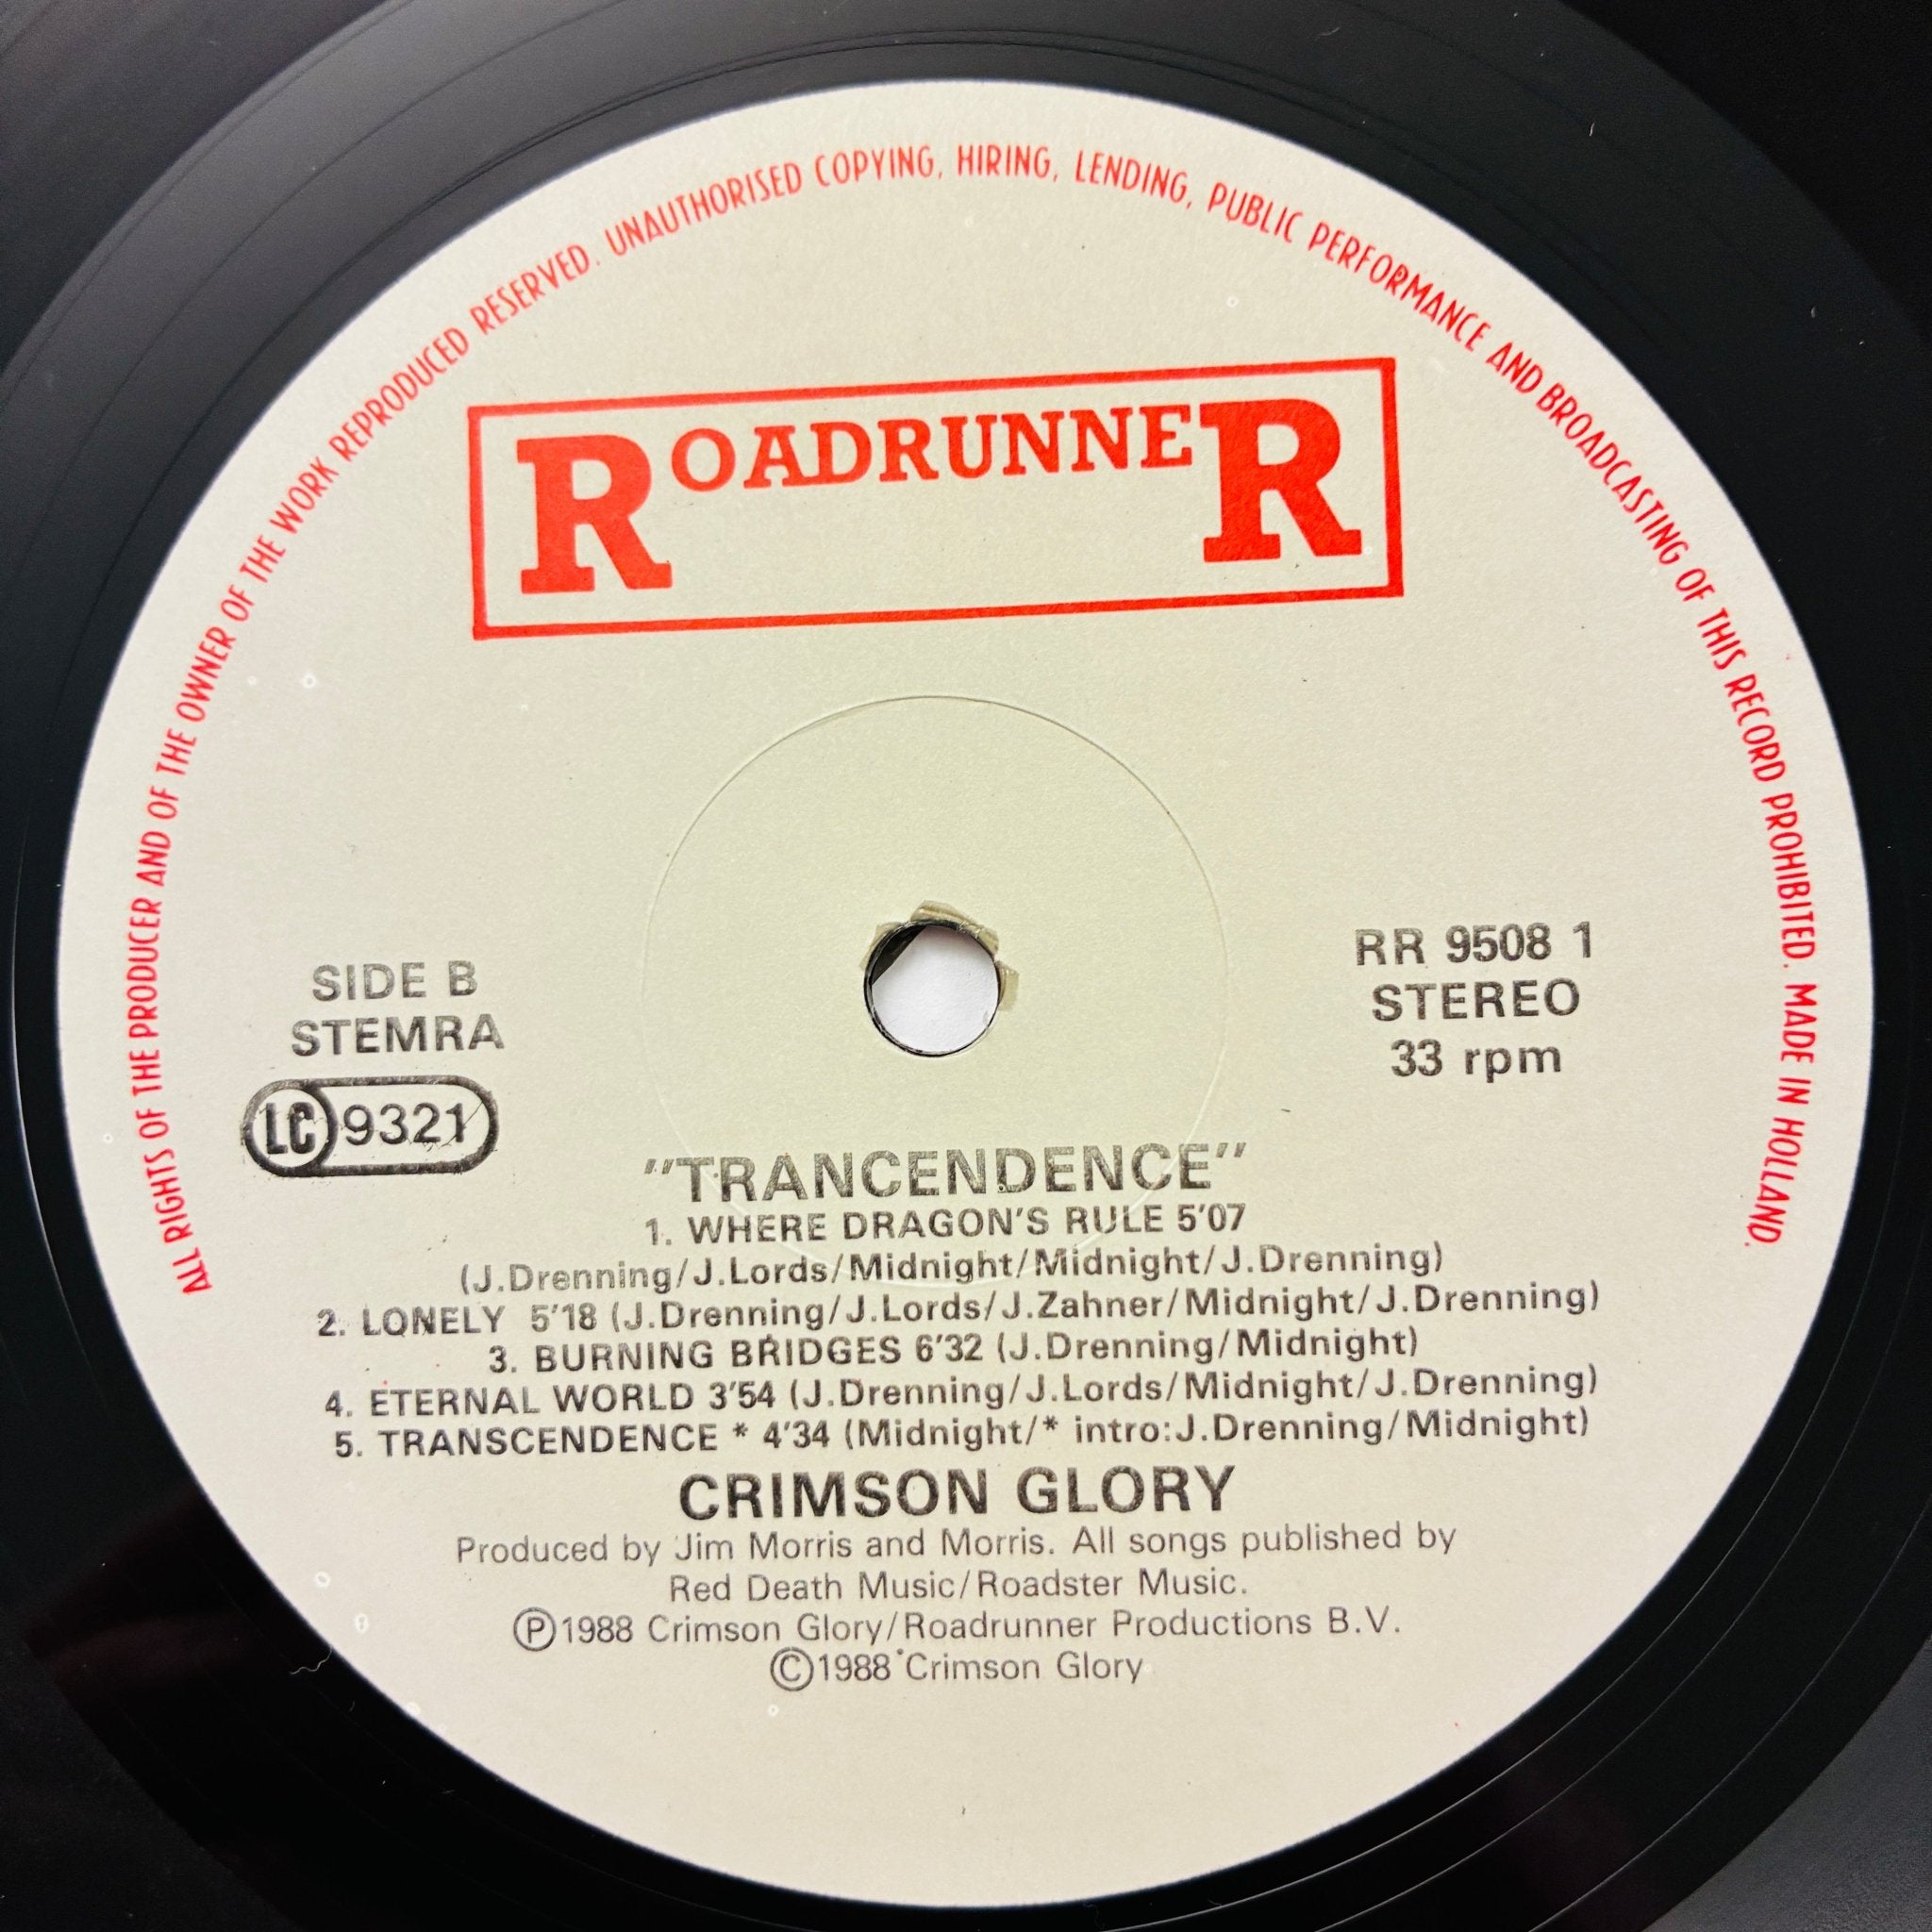 ALL RIGHTS OF THE PRODUCER AND OF THE OWNER OF THE WORK REPRODUCED RESERVED. UNAUTHORISED COPYING, HIRING, LENDING, PUBLIC PERFORMANCE AND BROADCASTING OF THIS RECORD PROHIBITED. MADE IN HOLLAND.
ROADRUNNER
SIDE B
STEMRA
LC 9321
RR 9508 1
STEREO
33 rpm
"TRANCENDENCE"
1. WHERE DRAGON'S RULE 5'07
(J.Drenning/J.Lords/Midnight/Midnight/J.Drenning)
2. LONELY 5'18 (J.Drenning/J.Lords/J.Zahner/Midnight/J.Drenning)
3. BURNING BRIDGES 6'32 (J.Drenning/Midnight)
4. ETERNAL WORLD 3'54 (J.Drenning/J.Lords/Midnight/J.Drenning)
5. TRANSCENDENCE * 4'34 (Midnight/* intro:J.Drenning/Midnight)
CRIMSON GLORY
Produced by Jim Morris and Morris. All songs published by
Red Death Music/Roadster Music.
Ⓟ1988 Crimson Glory/Roadrunner Productions B.V.
©1988 Crimson Glory